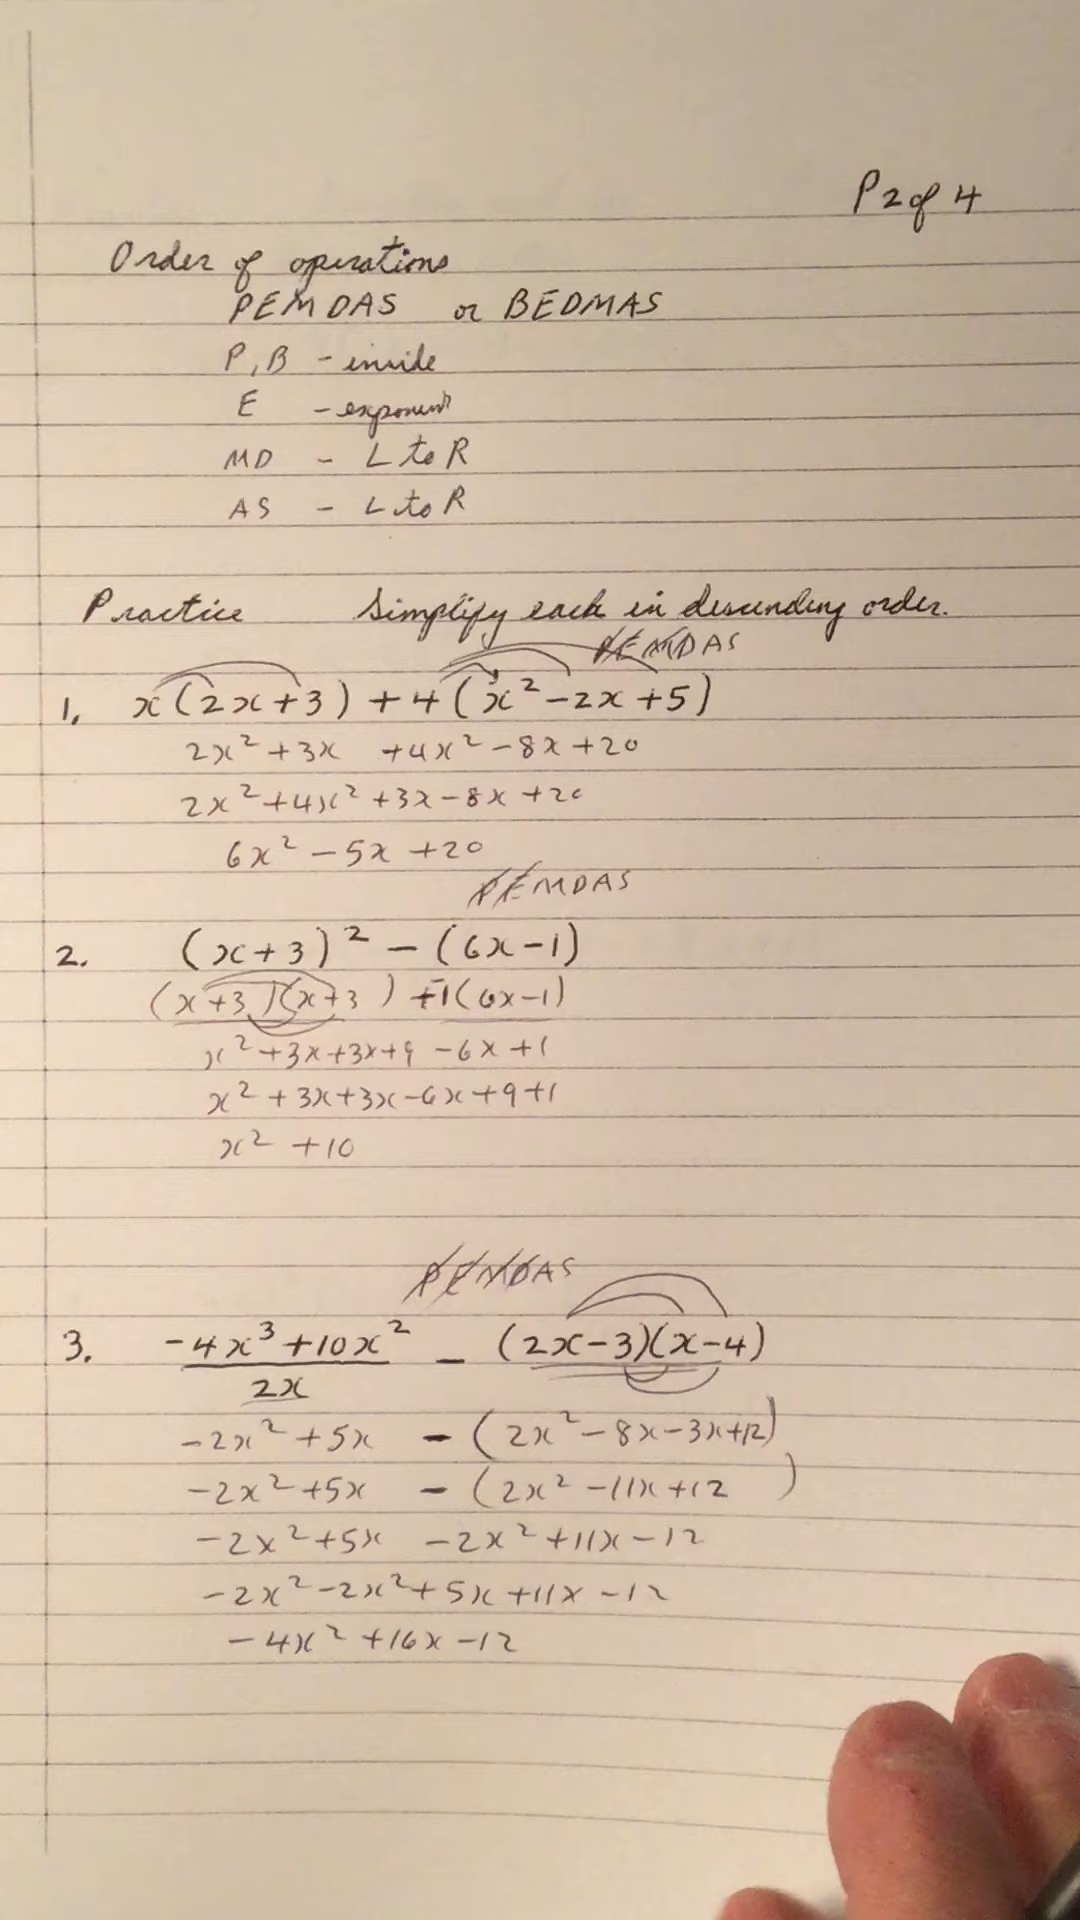 P 2 of 4
Order of operations
PEMDAS or BEDMAS
P, B - inside
E - exponent
MD - L to R
AS - L to R
Practice Simplify each in descending order.
PEMDAS
1. x(2x+3)+4(x²-2x+5)
2x²+3x +4x²-8x+20
2x²+4x²+3x-8x+20
6x²-5x+20
PEMDAS
2. (x+3)²-(6x-1)
(x+3)(x+3)+-1(6x-1)
x²+3x+3x+9-6x+1
x²+3x+3x-6x+9+1
x²+10
PEMDAS
3. -4x³+10x² - (2x-3)(x-4)
2x
-2x²+5x - (2x²-8x-3x+12)
-2x²+5x - (2x²-11x+12)
-2x²+5x -2x²+11x-12
-2x²-2x²+5x+11x-12
-4x²+16x-12